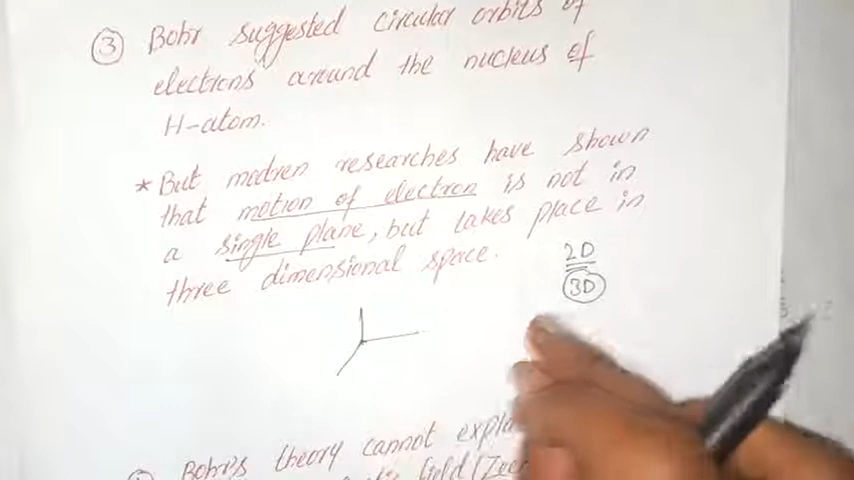 ③ Bohr suggested circular orbits of
electrons around the nucleus of
H-atom.
* But modren researches have shown
that motion of electron is not in
a single plane, but takes place in
three dimensional space.
2D
3D
Bohr's theory cannot
field